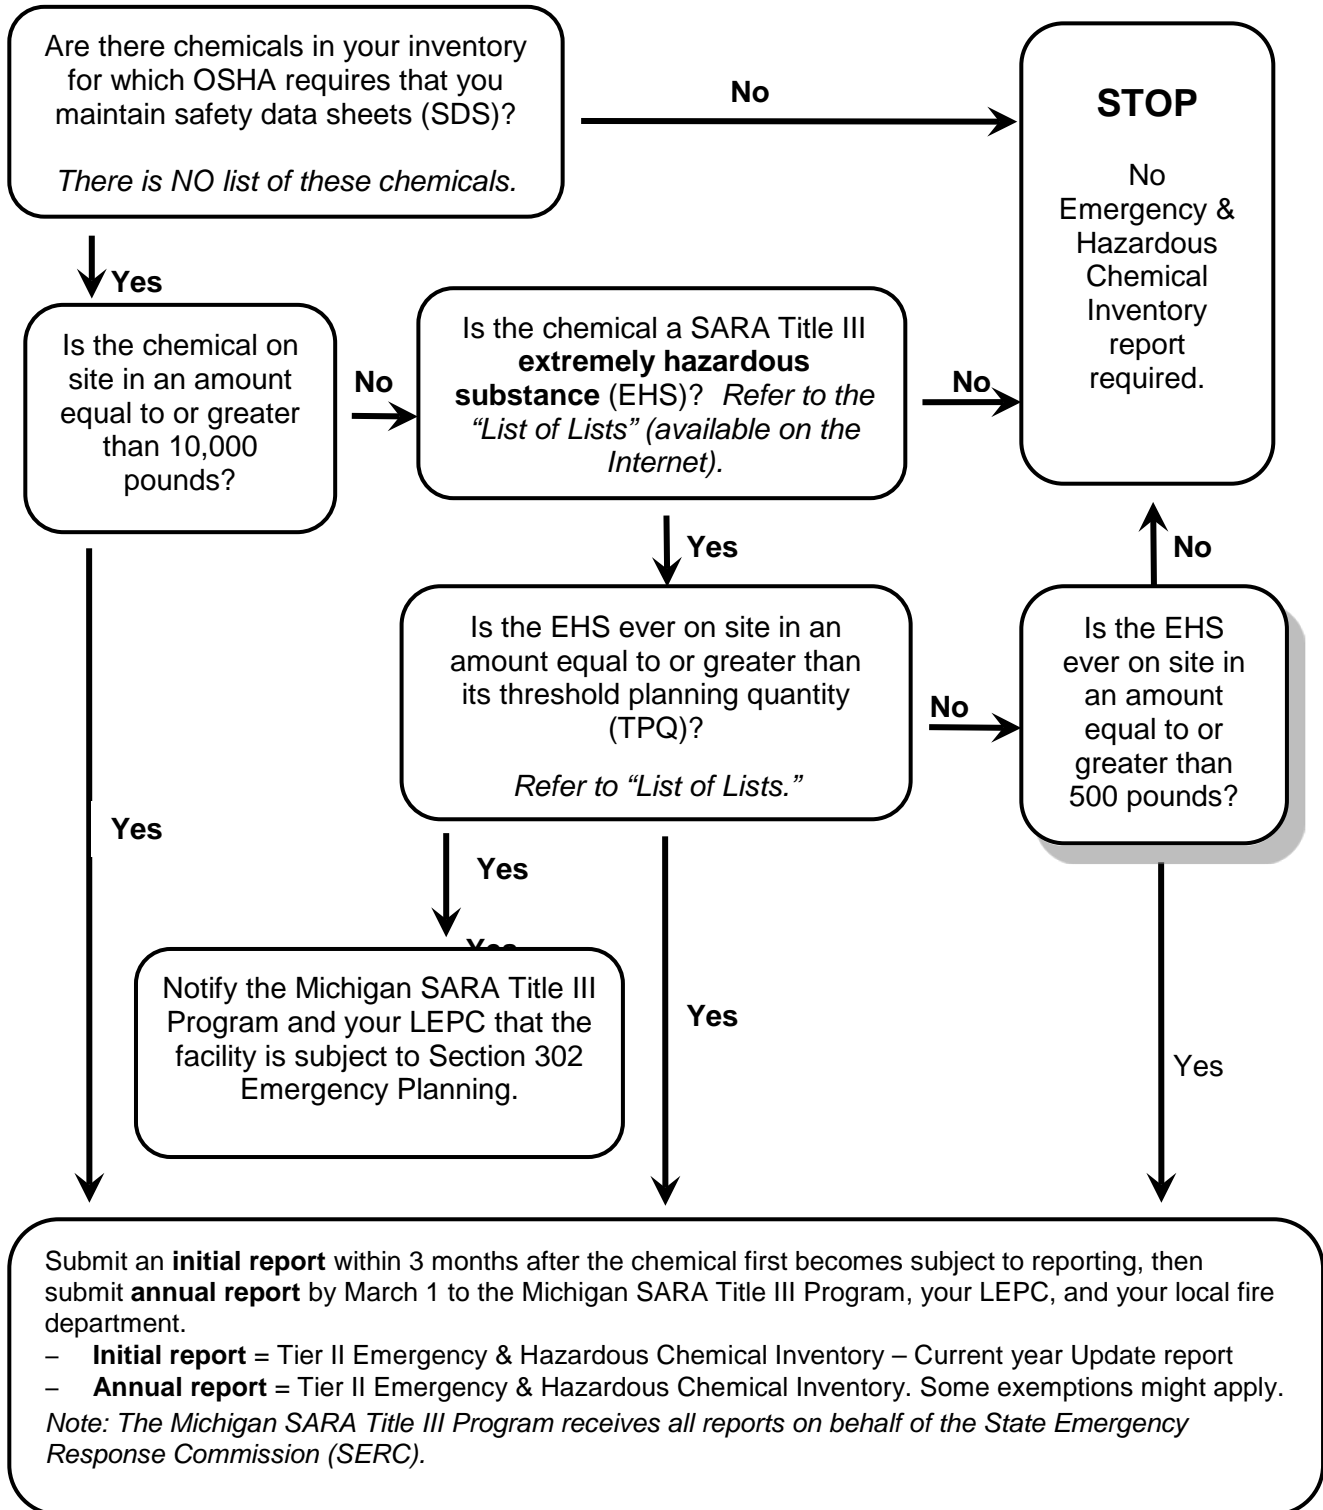 Are there chemicals in your inventory
for which OSHA requires that you
maintain safety data sheets (SDS)?
There is NO list of these chemicals.
No
STOP
No
Emergency &
Hazardous
Chemical
Inventory
report
required.
Yes
Is the chemical on
site in an amount
equal to or greater
than 10,000
pounds?
No
Is the chemical a SARA Title III
extremely hazardous
substance (EHS)? Refer to the
“List of Lists” (available on the
Internet).
No
Yes
No
Is the EHS ever on site in an
amount equal to or greater than
its threshold planning quantity
(TPQ)?
Refer to “List of Lists.”
No
Is the EHS
ever on site in
an amount
equal to or
greater than
500 pounds?
Yes
Yes
Yes
Notify the Michigan SARA Title III
Program and your LEPC that the
facility is subject to Section 302
Emergency Planning.
Yes
Yes
Submit an initial report within 3 months after the chemical first becomes subject to reporting, then
submit annual report by March 1 to the Michigan SARA Title III Program, your LEPC, and your local fire
department.
– Initial report = Tier II Emergency & Hazardous Chemical Inventory – Current year Update report
– Annual report = Tier II Emergency & Hazardous Chemical Inventory. Some exemptions might apply.
Note: The Michigan SARA Title III Program receives all reports on behalf of the State Emergency
Response Commission (SERC).